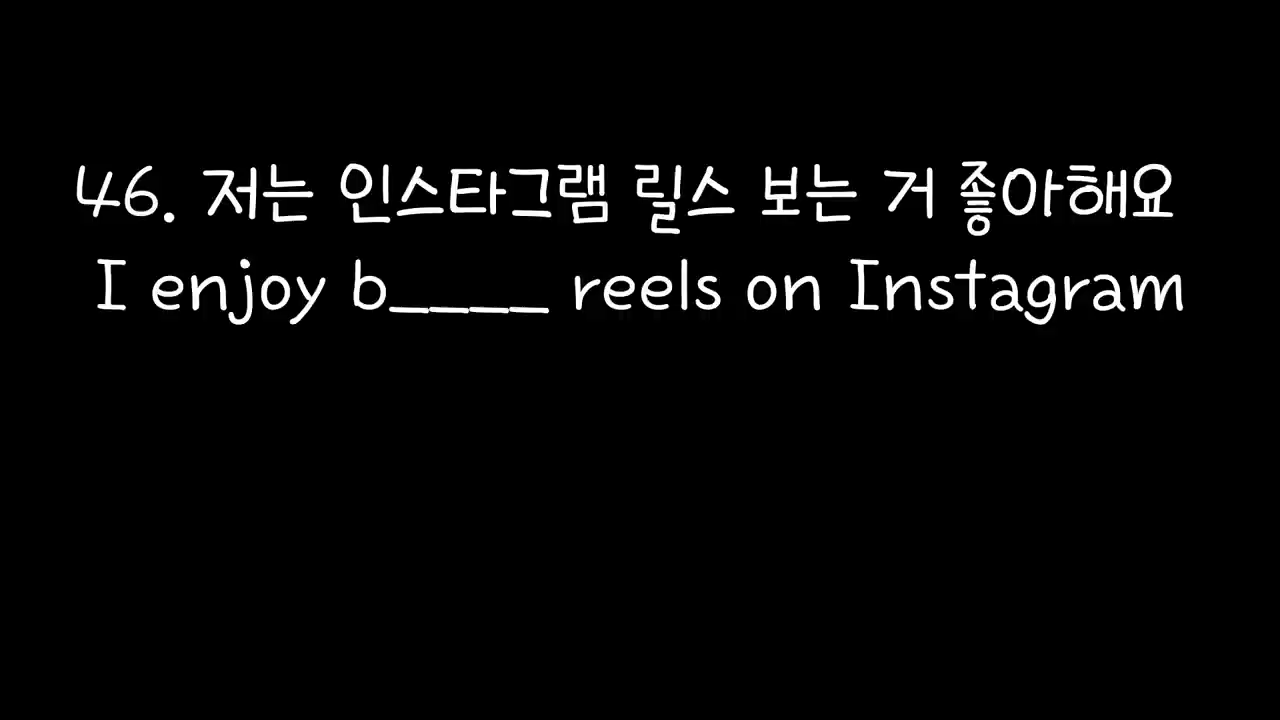 46. 저는 인스타그램 릴스 보는 거 좋아해요
I enjoy b____ reels on Instagram